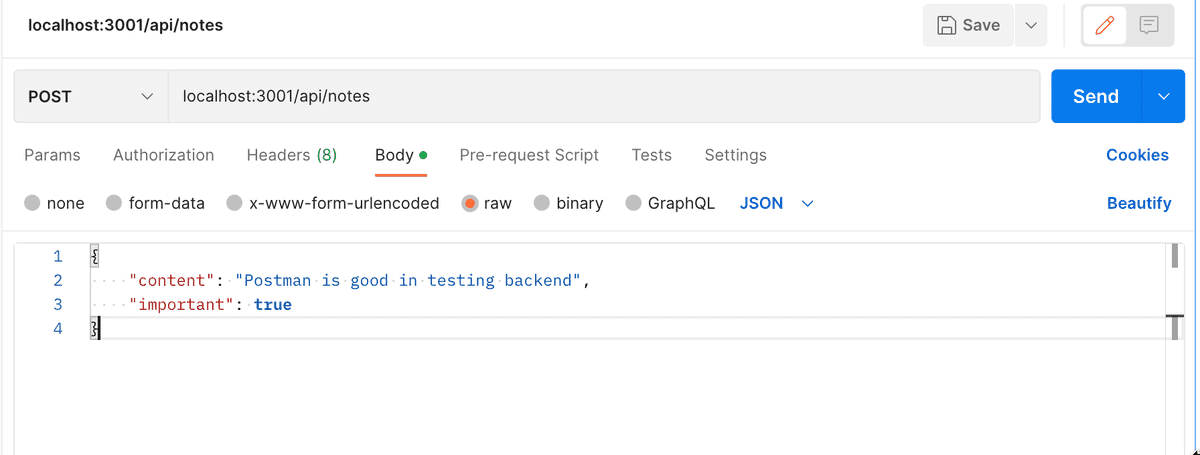 localhost:3001/api/notes Save
POST localhost:3001/api/notes Send
Params Authorization Headers (8) Body Pre-request Script Tests Settings Cookies
none form-data x-www-form-urlencoded raw binary GraphQL JSON Beautify
1 {
2 "content": "Postman is good in testing backend",
3 "important": true
4 }